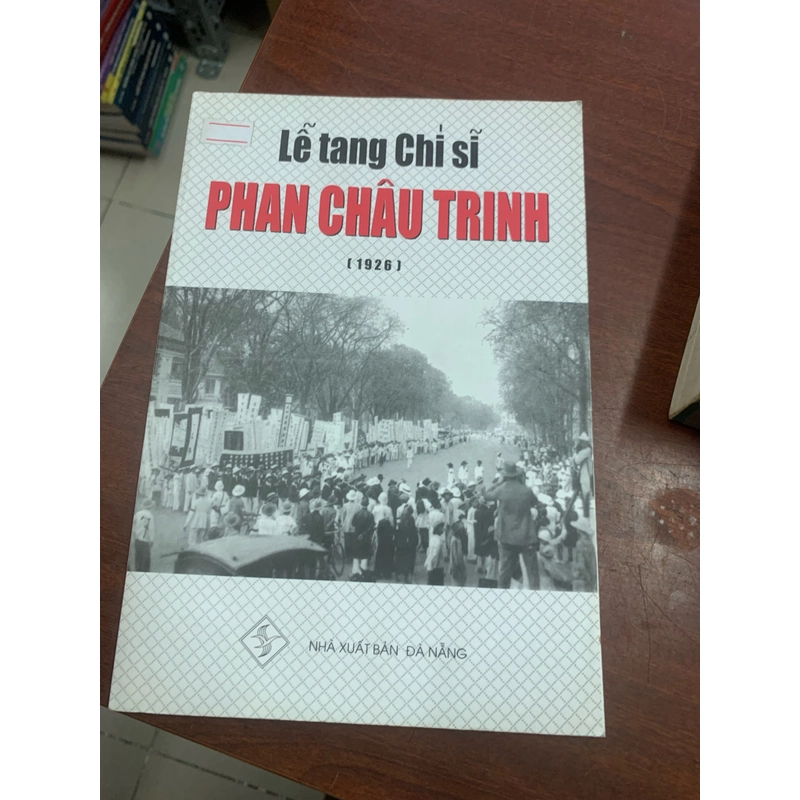 Lễ tang Chí sĩ
PHAN CHÂU TRINH
(1926)
NHÀ XUẤT BẢN ĐÀ NẴNG